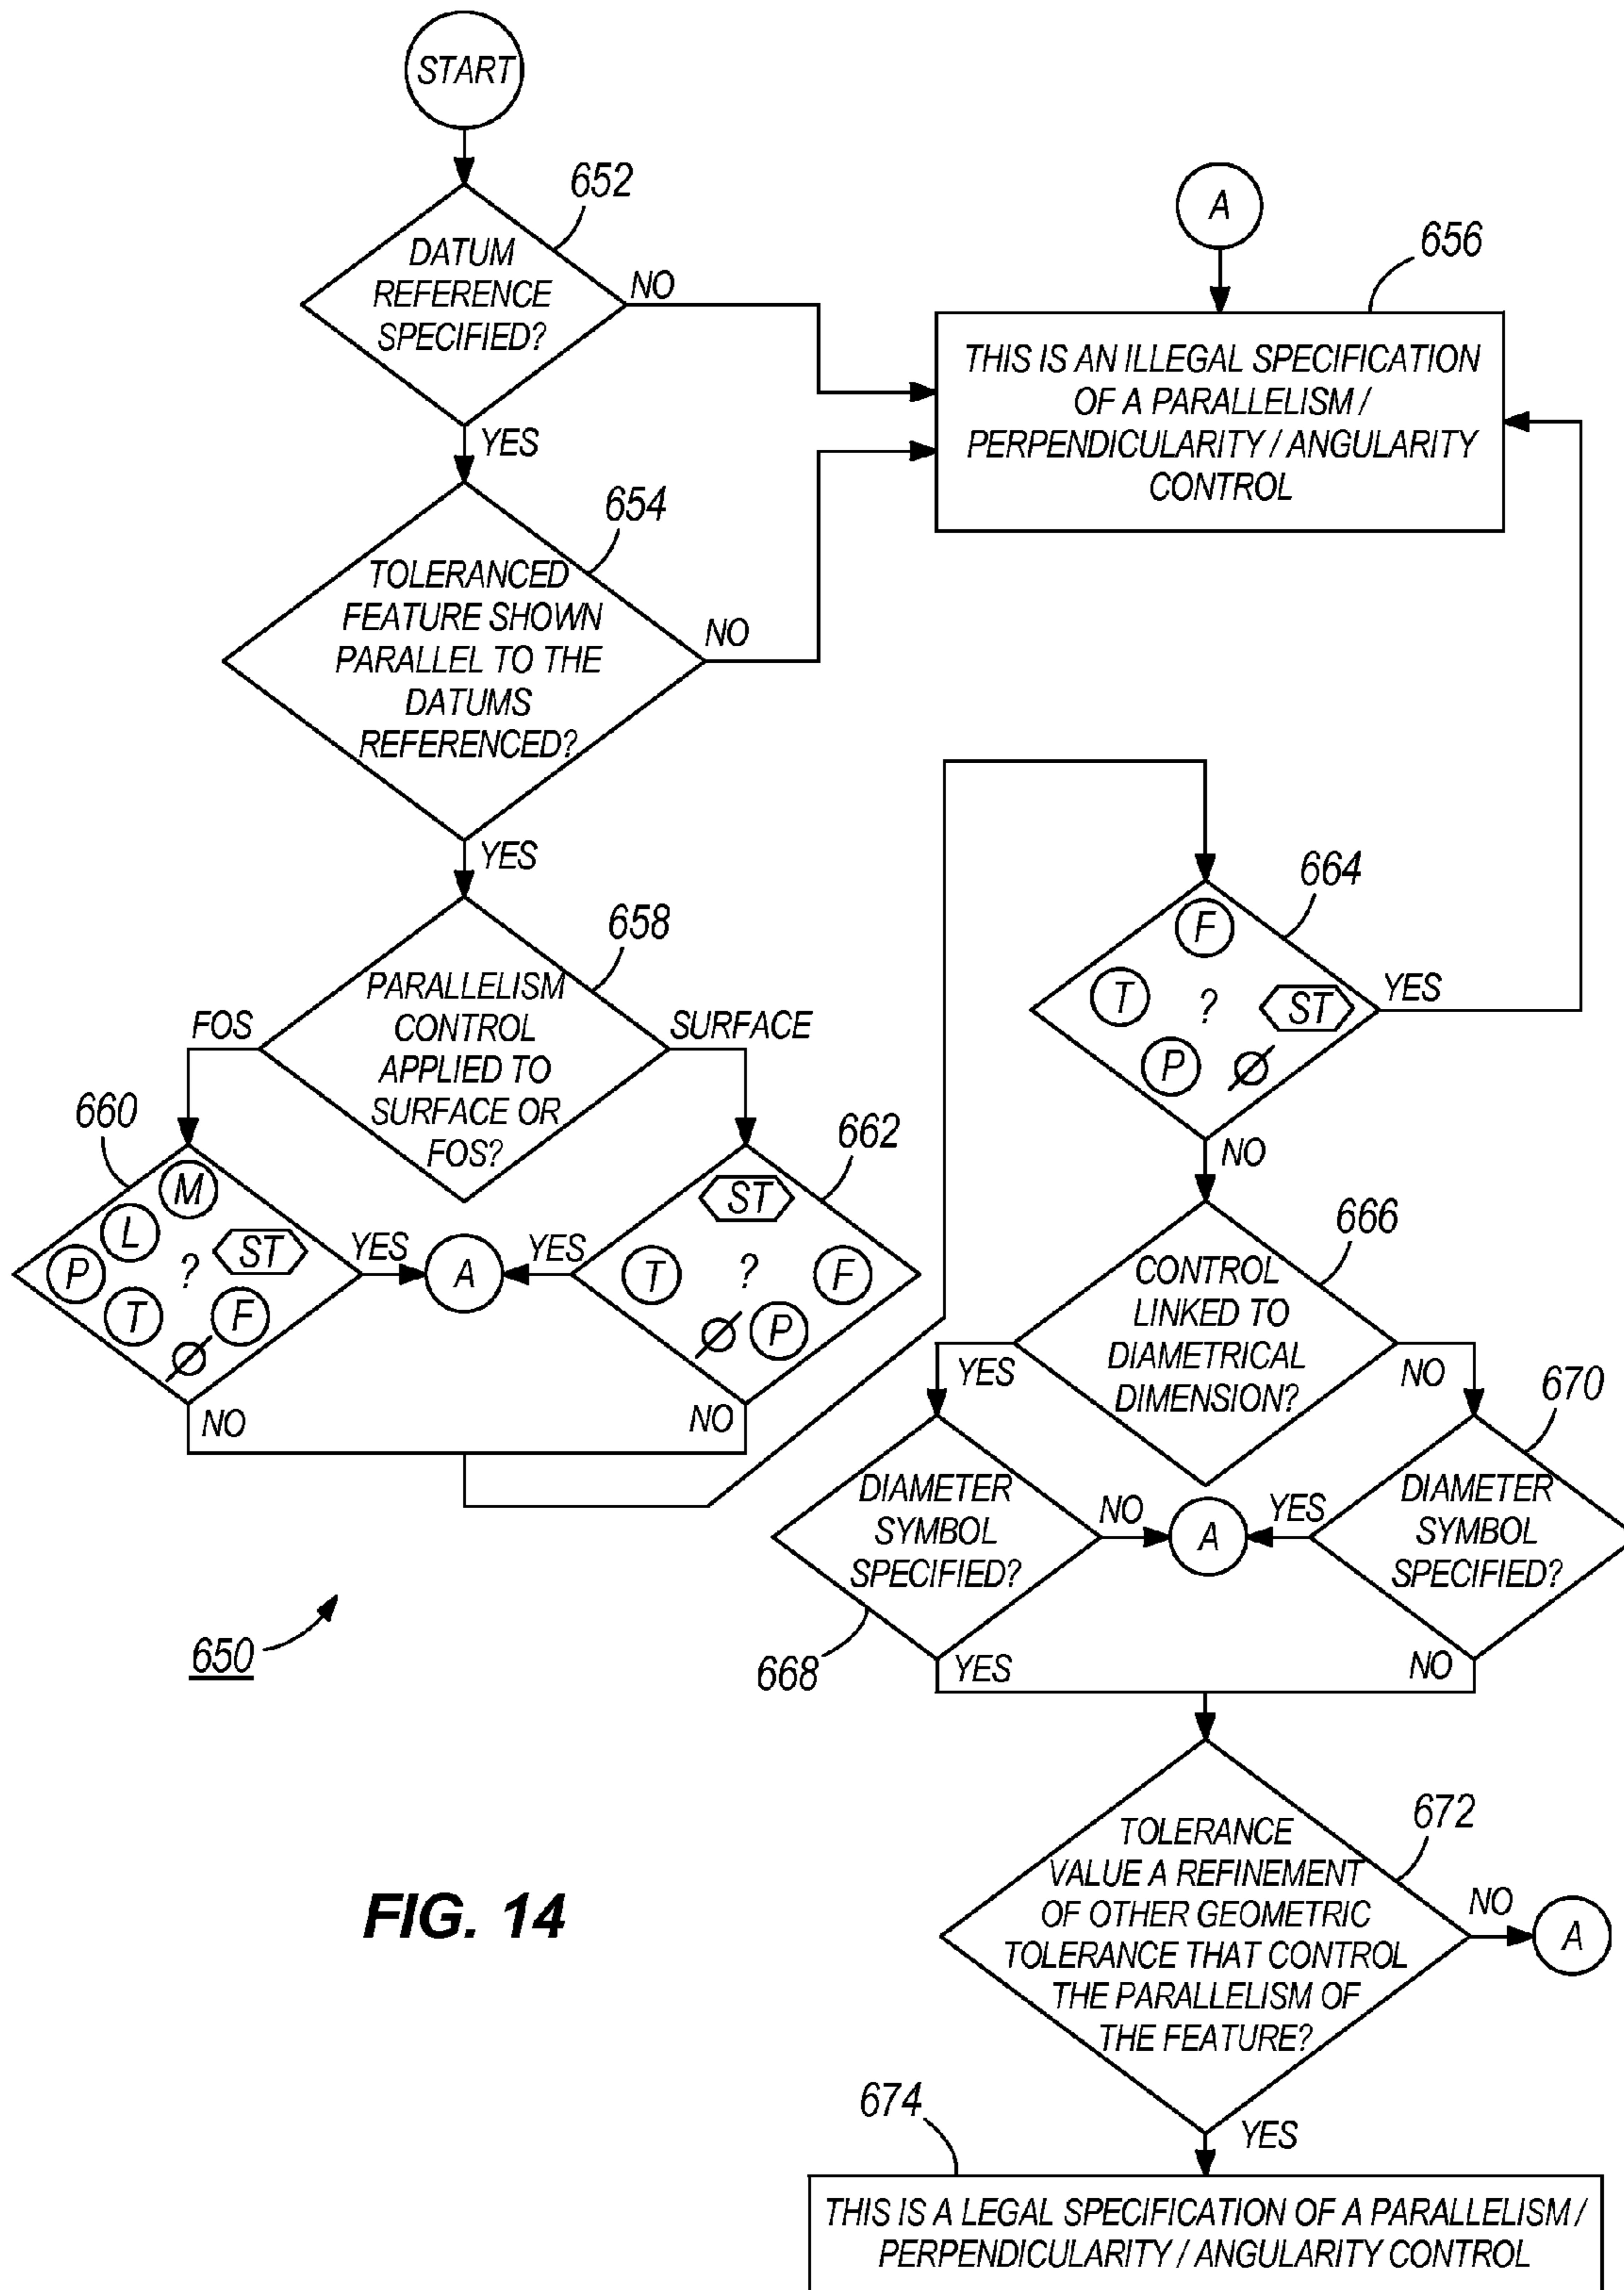 START
652
DATUM
REFERENCE
SPECIFIED?
NO
YES
A
656
THIS IS AN ILLEGAL SPECIFICATION
OF A PARALLELISM /
PERPENDICULARITY / ANGULARITY
CONTROL
654
TOLERANCED
FEATURE SHOWN
PARALLEL TO THE
DATUMS
REFERENCED?
NO
YES
658
PARALLELISM
CONTROL
APPLIED TO
SURFACE OR
FOS?
FOS
SURFACE
660
M
L
ST
P
?
T
F
Ø
YES
A
NO
662
ST
T
?
F
Ø
P
YES
NO
664
F
T
?
ST
P
Ø
YES
NO
666
CONTROL
LINKED TO
DIAMETRICAL
DIMENSION?
YES
NO
670
DIAMETER
SYMBOL
SPECIFIED?
NO
A
YES
DIAMETER
SYMBOL
SPECIFIED?
668
YES
NO
650
672
TOLERANCE
VALUE A REFINEMENT
OF OTHER GEOMETRIC
TOLERANCE THAT CONTROL
THE PARALLELISM OF
THE FEATURE?
NO
A
YES
FIG. 14
674
THIS IS A LEGAL SPECIFICATION OF A PARALLELISM /
PERPENDICULARITY / ANGULARITY CONTROL